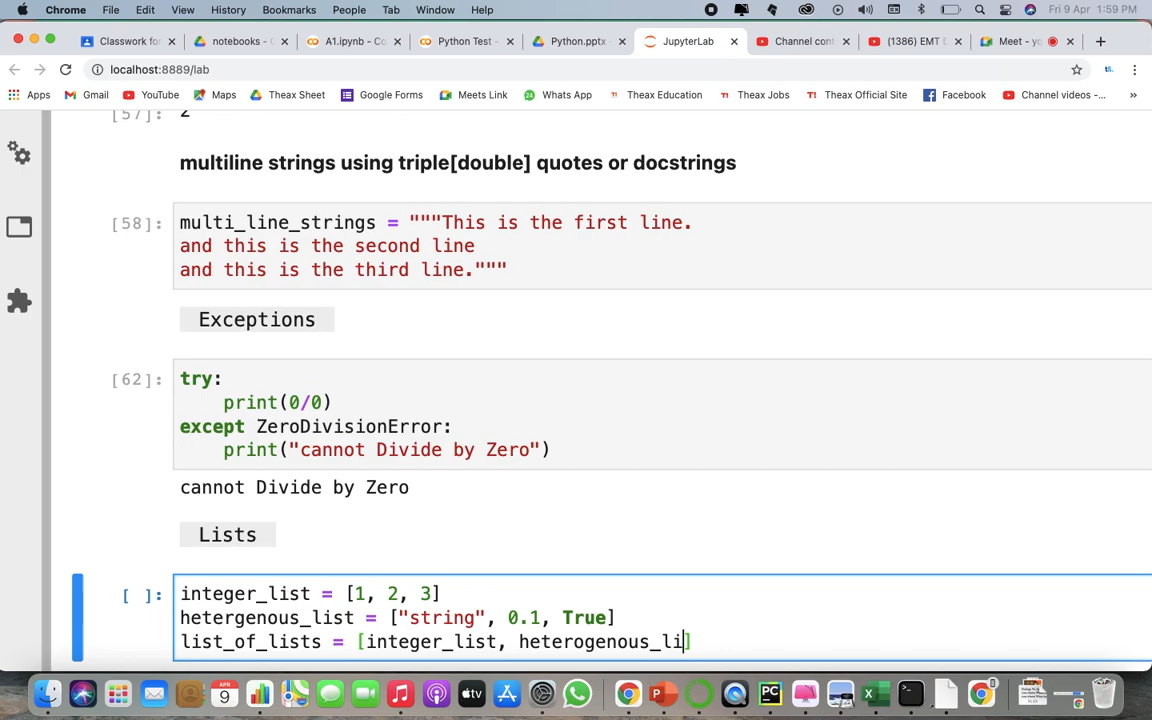 Chrome File Edit View History Bookmarks People Tab Window Help Fri 9 Apr 1:59 PM
Classwork for notebooks - A1.ipynb - Co Python Test - Python.pptx JupyterLab Channel cont (1386) EMT Meet - yo
localhost:8889/lab
Apps Gmail YouTube Maps Theax Sheet Google Forms Meets Link Whats App Theax Education Theax Jobs Theax Official Site Facebook Channel videos -... »
[57]: 2
multiline strings using triple[double] quotes or docstrings
[58]: multi_line_strings = """This is the first line.
and this is the second line
and this is the third line."""
Exceptions
[62]: try:
print(0/0)
except ZeroDivisionError:
print("cannot Divide by Zero")
cannot Divide by Zero
Lists
[ ]: integer_list = [1, 2, 3]
hetergenous_list = ["string", 0.1, True]
list_of_lists = [integer_list, heterogenous_li]